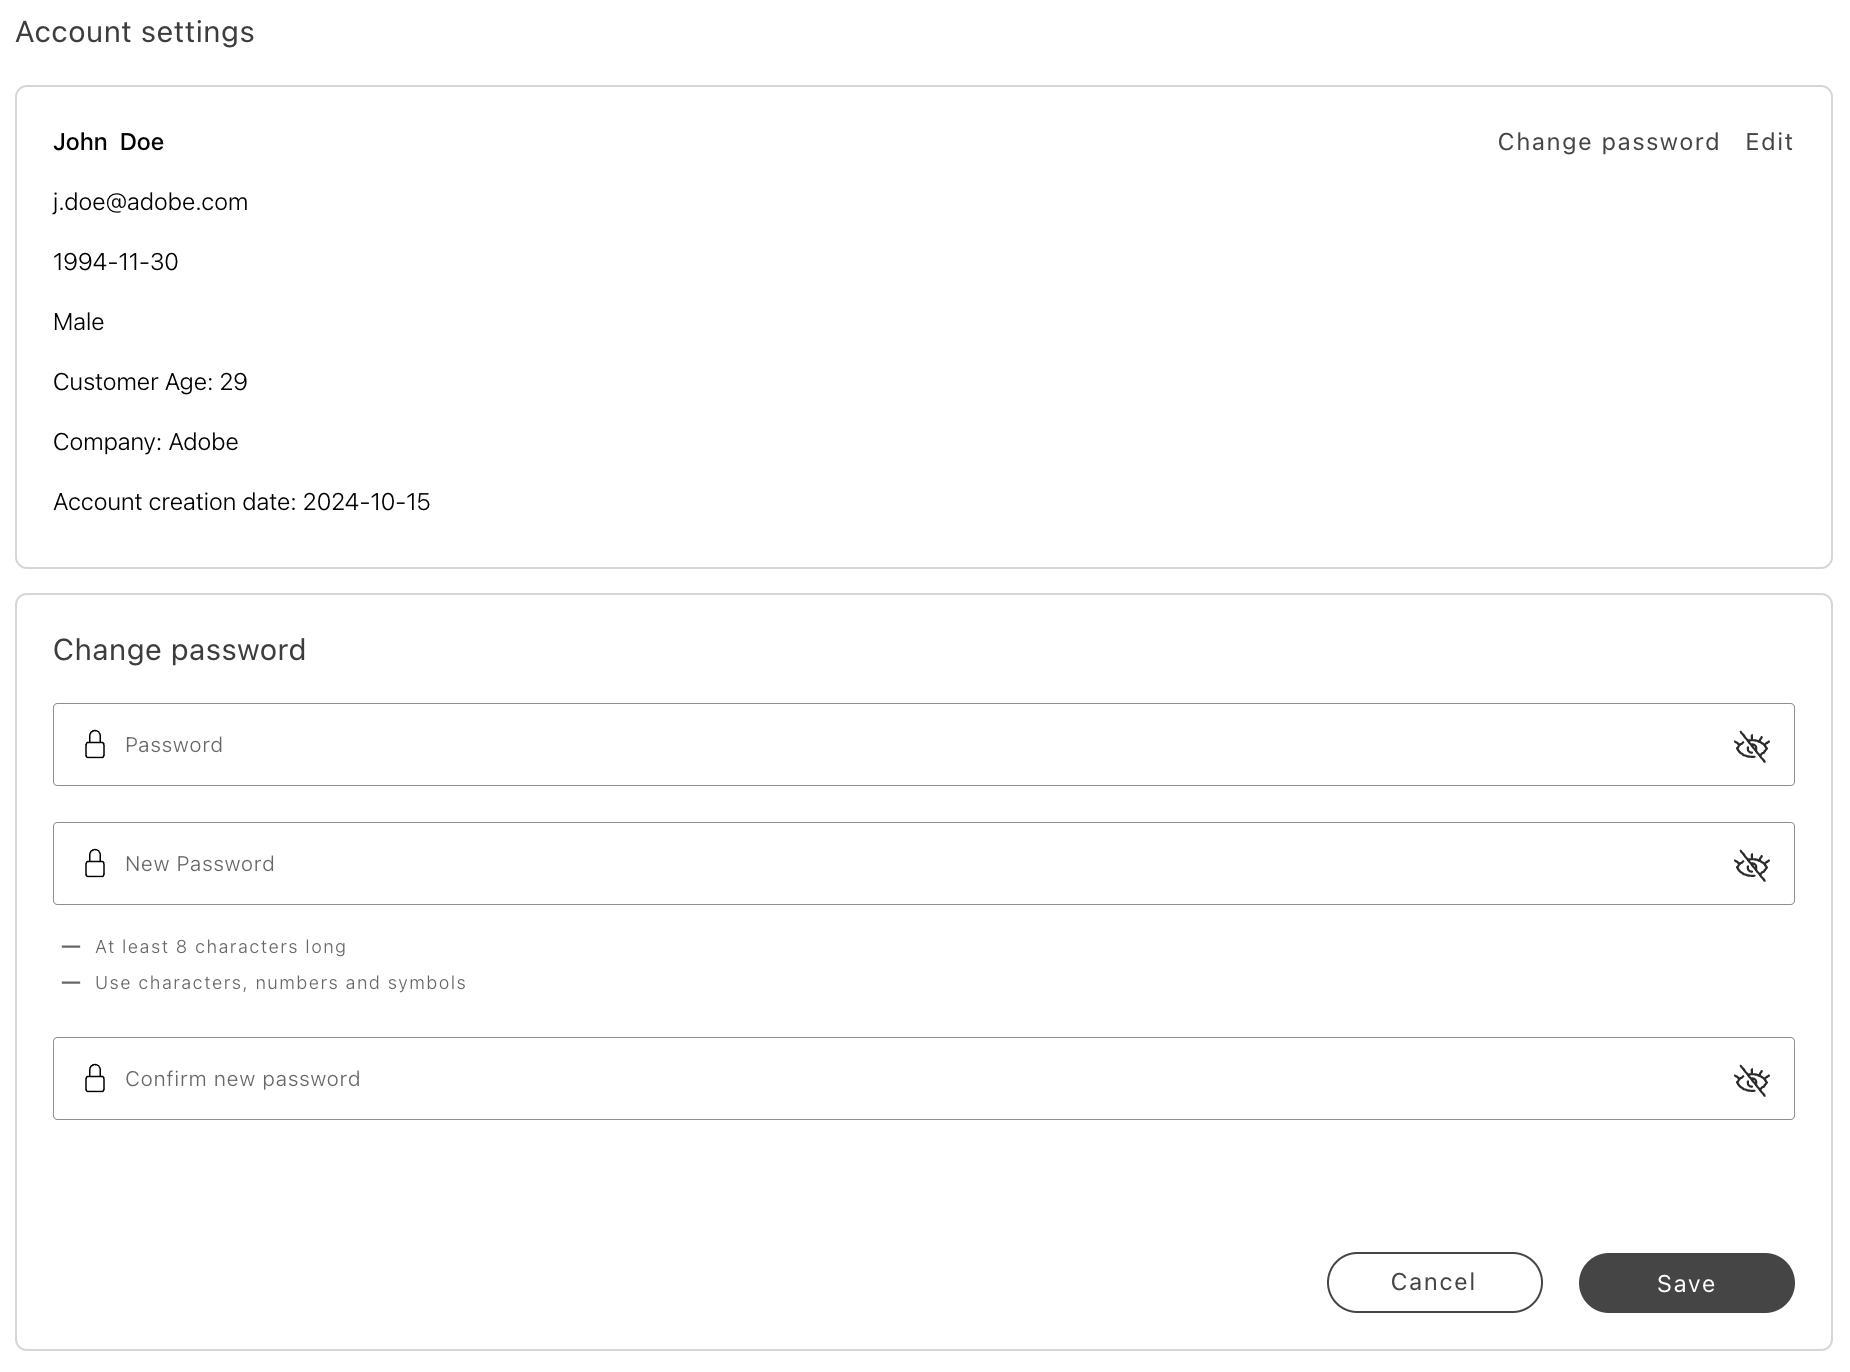 Account settings
John Doe
Change password Edit
j.doe@adobe.com
1994-11-30
Male
Customer Age: 29
Company: Adobe
Account creation date: 2024-10-15
Change password
Password
New Password
— At least 8 characters long
— Use characters, numbers and symbols
Confirm new password
Cancel Save